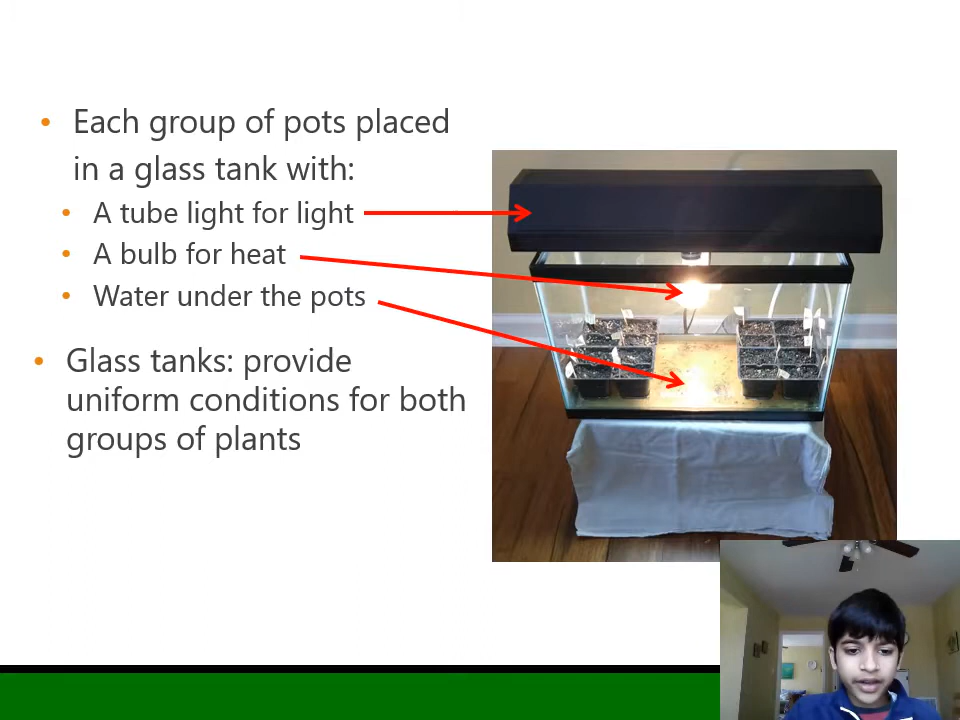 • Each group of pots placed
in a glass tank with:
• A tube light for light
• A bulb for heat
• Water under the pots
• Glass tanks: provide
uniform conditions for both
groups of plants